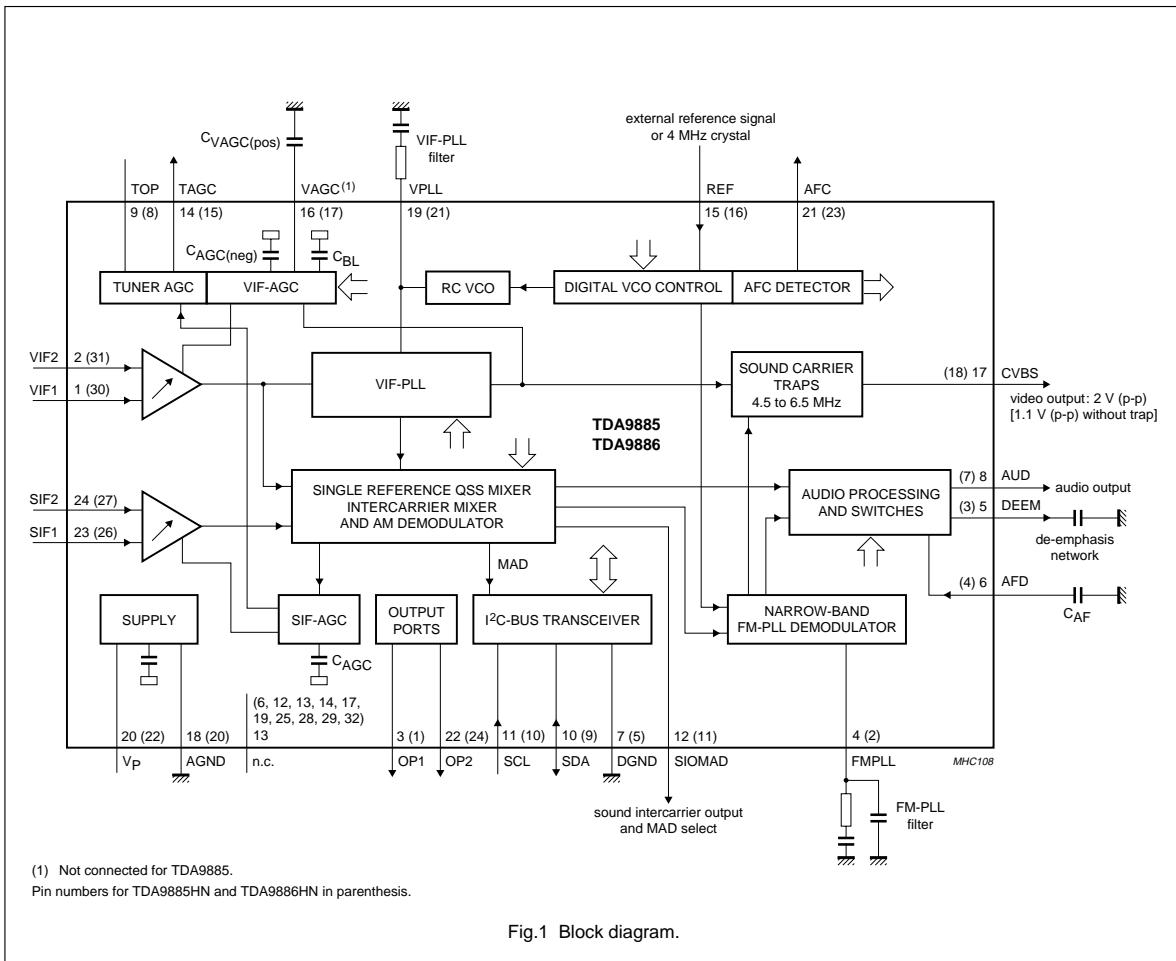 external reference signal
or 4 MHz crystal
CVAGC(pos)
VIF-PLL
filter
TOP
TAGC
VAGC (1)
VPLL
REF
AFC
9 (8)
14 (15)
16 (17)
19 (21)
15 (16)
21 (23)
CAGC(neg)
CBL
TUNER AGC
VIF-AGC
RC VCO
DIGITAL VCO CONTROL
AFC DETECTOR
VIF2
2 (31)
VIF1
1 (30)
VIF-PLL
SOUND CARRIER
TRAPS
4.5 to 6.5 MHz
(18) 17
CVBS
video output: 2 V (p-p)
[1.1 V (p-p) without trap]
TDA9885
TDA9886
SIF2
24 (27)
SIF1
23 (26)
SINGLE REFERENCE QSS MIXER
INTERCARRIER MIXER
AND AM DEMODULATOR
AUDIO PROCESSING
AND SWITCHES
(7) 8
AUD
audio output
(3) 5
DEEM
de-emphasis
network
(4) 6
AFD
CAF
MAD
SUPPLY
SIF-AGC
OUTPUT
PORTS
I2C-BUS TRANSCEIVER
NARROW-BAND
FM-PLL DEMODULATOR
CAGC
(6, 12, 13, 14, 17,
19, 25, 28, 29, 32)
20 (22)
18 (20)
13
3 (1)
22 (24)
11 (10)
10 (9)
7 (5)
12 (11)
4 (2)
VP
AGND
n.c.
OP1
OP2
SCL
SDA
DGND
SIOMAD
FMPLL
MHC108
sound intercarrier output
and MAD select
FM-PLL
filter
(1) Not connected for TDA9885.
Pin numbers for TDA9885HN and TDA9886HN in parenthesis.
Fig.1 Block diagram.